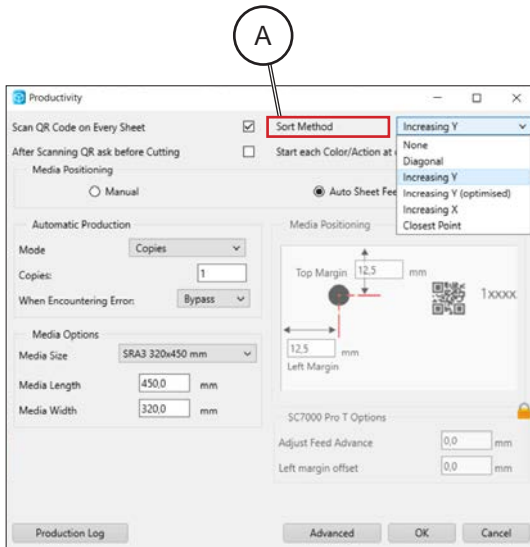 A
Productivity
Scan QR Code on Every Sheet
Sort Method
Increasing Y
After Scanning QR ask before Cutting
Start each Color/Action at
None
Diagonal
Increasing Y
Increasing Y (optimised)
Increasing X
Closest Point
Media Positioning
Manual
Auto Sheet Fee
Automatic Production
Mode
Copies
Copies:
1
When Encountering Error:
Bypass
Media Options
Media Size
SRA3 320x450 mm
Media Length
450,0
mm
Media Width
320,0
mm
Media Positioning
Top Margin
12,5
mm
1xxxx
12,5
mm
Left Margin
SC7000 Pro T Options
Adjust Feed Advance
0,0
mm
Left margin offset
0,0
mm
Production Log
Advanced
OK
Cancel